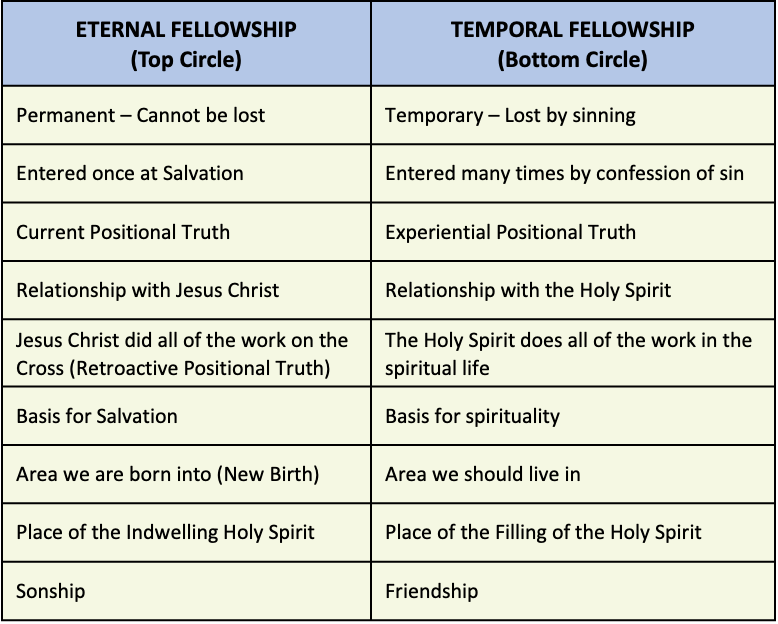 ETERNAL FELLOWSHIP
(Top Circle)
TEMPORAL FELLOWSHIP
(Bottom Circle)
Permanent – Cannot be lost
Temporary – Lost by sinning
Entered once at Salvation
Entered many times by confession of sin
Current Positional Truth
Experiential Positional Truth
Relationship with Jesus Christ
Relationship with the Holy Spirit
Jesus Christ did all of the work on the
Cross (Retroactive Positional Truth)
The Holy Spirit does all of the work in the
spiritual life
Basis for Salvation
Basis for spirituality
Area we are born into (New Birth)
Area we should live in
Place of the Indwelling Holy Spirit
Place of the Filling of the Holy Spirit
Sonship
Friendship